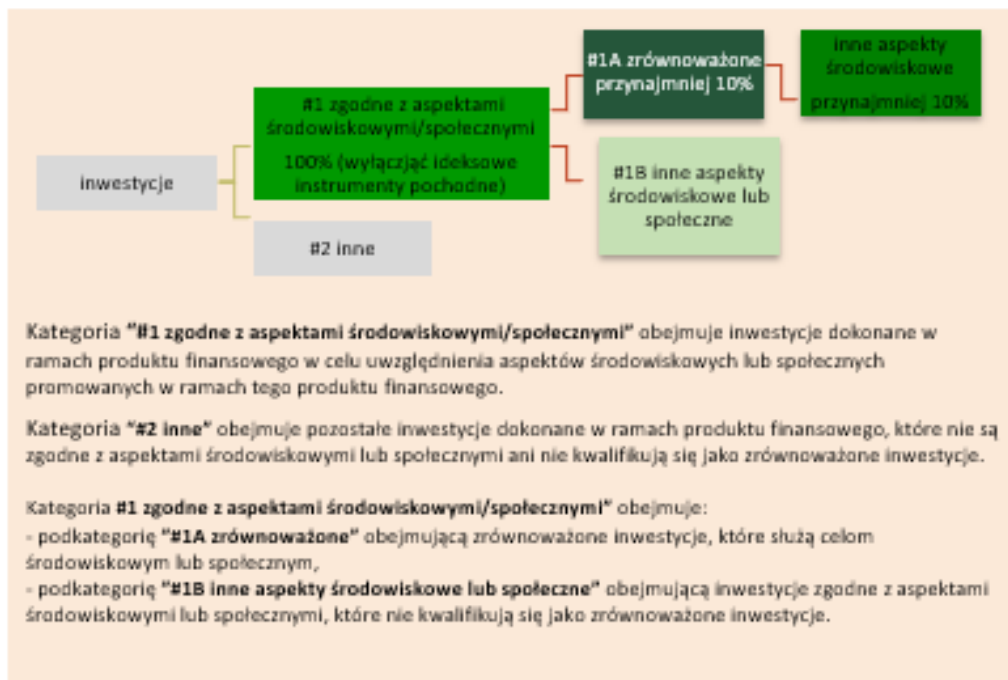 #1A zrównoważone
przynajmniej 10%
inne aspekty
środowiskowe
przynajmniej 10%
#1 zgodne z aspektami
środowiskowymi/społecznymi
100% (wyłączjąć ideksowe
instrumenty pochodne)
inwestycje
#1B inne aspekty
środowiskowe lub
społeczne
#2 inne
Kategoria "#1 zgodne z aspektami środowiskowymi/społecznymi" obejmuje inwestycje dokonane w
ramach produktu finansowego w celu uwzględnienia aspektów środowiskowych lub społecznych
promowanych w ramach tego produktu finansowego.
Kategoria "#2 inne" obejmuje pozostałe inwestycje dokonane w ramach produktu finansowego, które nie są
zgodne z aspektami środowiskowymi lub społecznymi ani nie kwalifikują się jako zrównoważone inwestycje.
Kategoria #1 zgodne z aspektami środowiskowymi/społecznymi" obejmuje:
- podkategorię "#1A zrównoważone" obejmującą zrównoważone inwestycje, które służą celom
środowiskowym lub społecznym,
- podkategorię "#1B inne aspekty środowiskowe lub społeczne" obejmującą inwestycje zgodne z aspektami
środowiskowymi lub społecznymi, które nie kwalifikują się jako zrównoważone inwestycje.